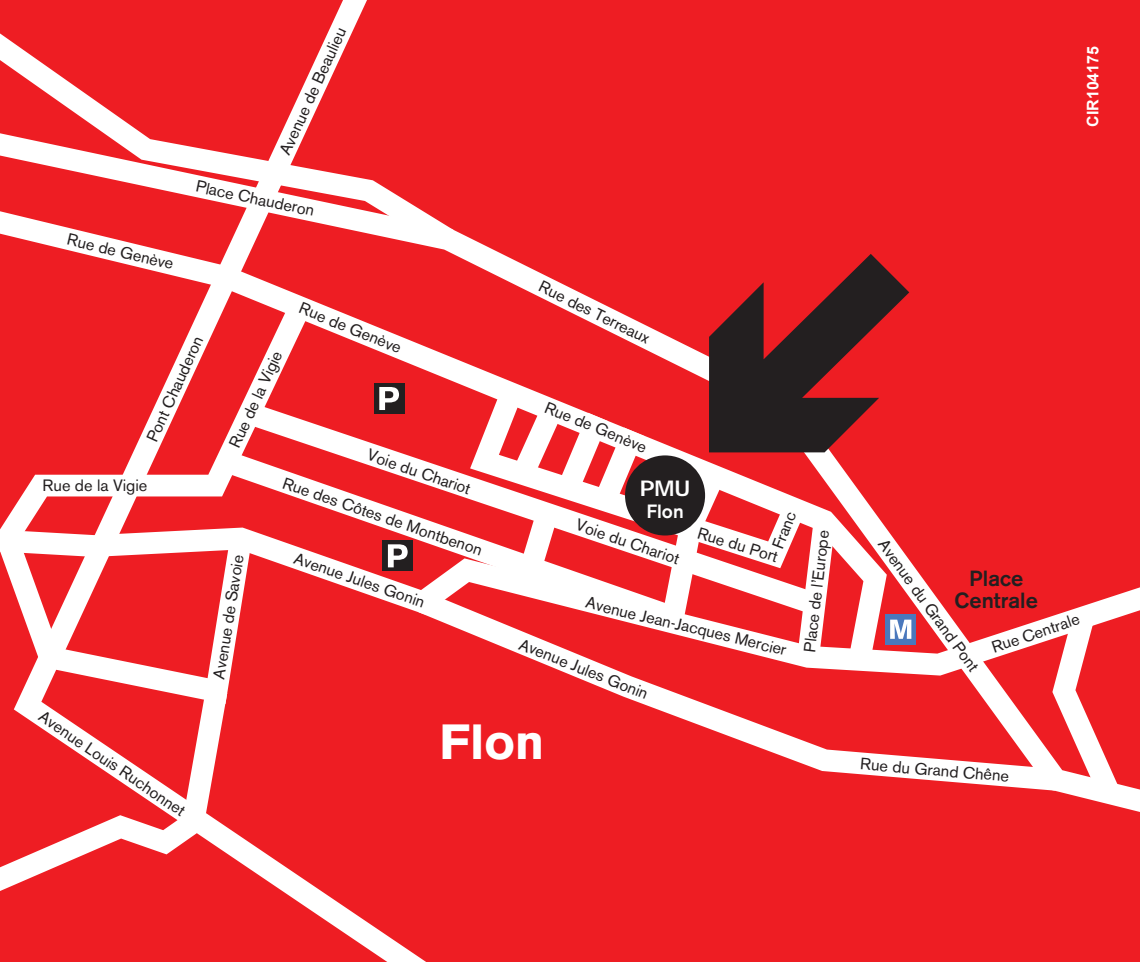 CIR104175
Avenue de Beaulieu
Place Chauderon
Rue de Genève
Rue de Genève
Rue des Terreaux
Pont Chauderon
Rue de la Vigie
P
Rue de Genève
Voie du Chariot
PMU
Flon
Rue de la Vigie
Rue des Côtes de Montbenon
Voie du Chariot
Rue du Port
Franc
Place de l'Europe
Avenue du Grand Pont
Place
Centrale
P
Avenue Jules Gonin
Avenue de Savoie
Avenue Jean-Jacques Mercier
M
Rue Centrale
Avenue Jules Gonin
Avenue Louis Ruchonnet
Flon
Rue du Grand Chêne